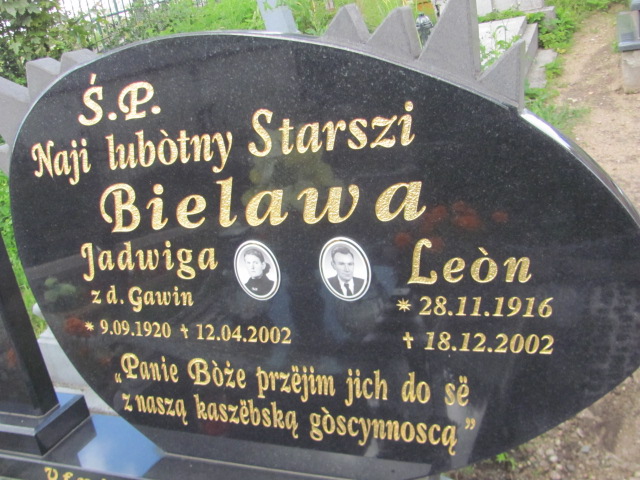 Ś.P.
Naji lubòtny Starszi
Bielawa
Jadwiga
z d. Gawin
* 9.09.1920 + 12.04.2002
Leòn
* 28.11.1916
+ 18.12.2002
„Panie Bòże przëjim jich do së
z naszą kaszëbską gòscynnoscą”